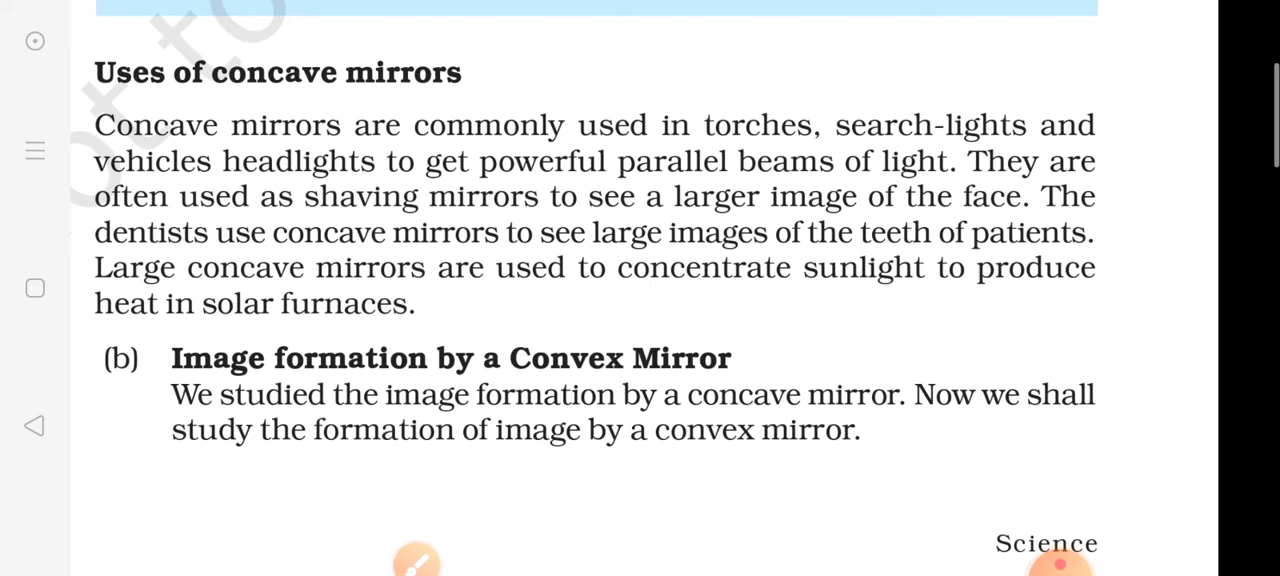 Uses of concave mirrors
Concave mirrors are commonly used in torches, search-lights and
vehicles headlights to get powerful parallel beams of light. They are
often used as shaving mirrors to see a larger image of the face. The
dentists use concave mirrors to see large images of the teeth of patients.
Large concave mirrors are used to concentrate sunlight to produce
heat in solar furnaces.
(b) Image formation by a Convex Mirror
We studied the image formation by a concave mirror. Now we shall
study the formation of image by a convex mirror.
Science